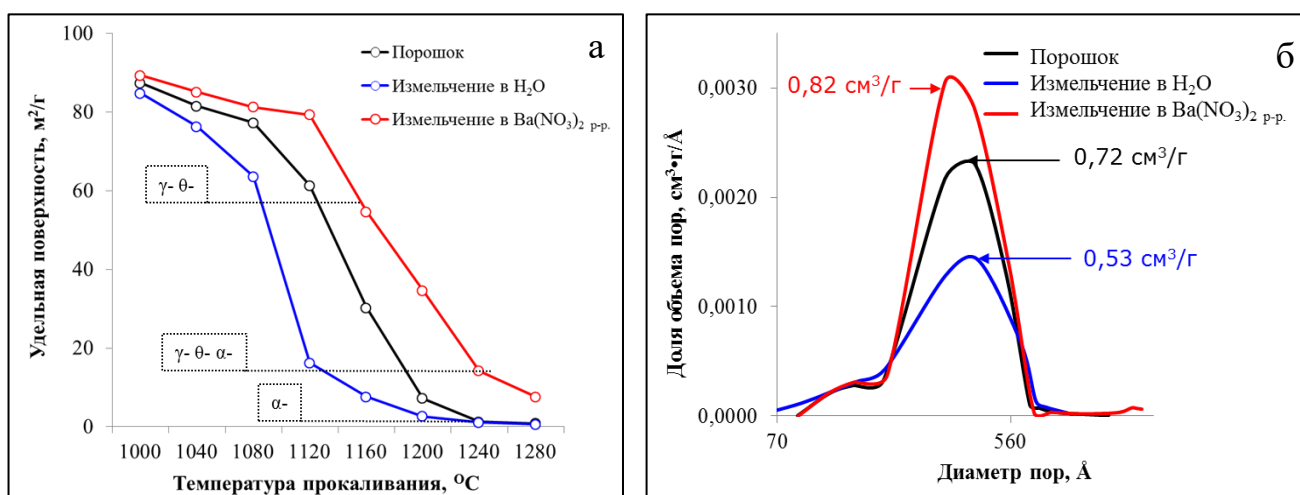 а
Порошок
Измельчение в H₂O
Измельчение в Ba(NO₃)₂ р-р.
Удельная поверхность, м²/г
100
80
60
40
20
0
γ- θ-
γ- θ- α-
α-
1000 1040 1080 1120 1160 1200 1240 1280
Температура прокаливания, ᴼС
б
Порошок
Измельчение в H₂O
Измельчение в Ba(NO₃)₂ р-р.
Доля объема пор, см³•г/Å
0,0030
0,0020
0,0010
0,0000
0,82 см³/г
0,72 см³/г
0,53 см³/г
70 560
Диаметр пор, Å